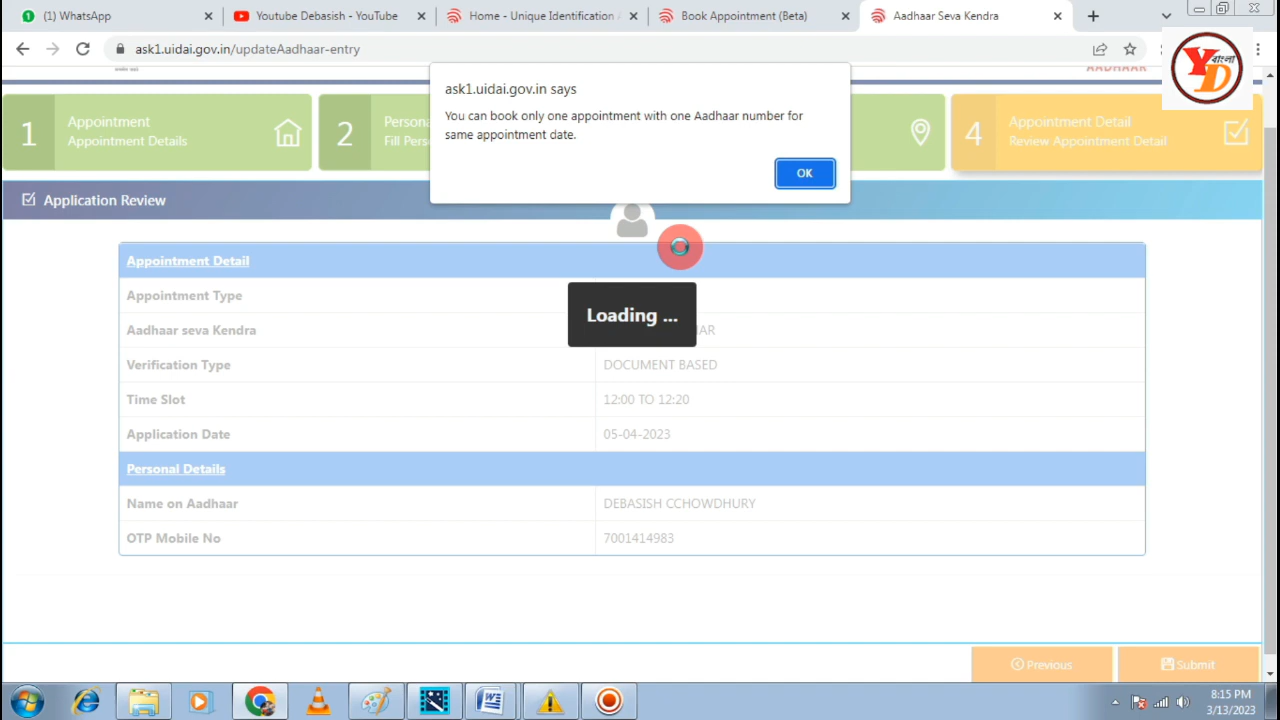 (1) WhatsApp
Youtube Debasish - YouTube
Home - Unique Identification A
Book Appointment (Beta)
Aadhaar Seva Kendra
ask1.uidai.gov.in/updateAadhaar-entry
YD বাংলা
AADHAAR
ask1.uidai.gov.in says
You can book only one appointment with one Aadhaar number for
same appointment date.
OK
1
Appointment
Appointment Details
2
Persona
Fill Pers
4
Appointment Detail
Review Appointment Detail
Application Review
Appointment Detail
Appointment Type
Loading ...
Aadhaar seva Kendra
AR
Verification Type
DOCUMENT BASED
Time Slot
12:00 TO 12:20
Application Date
05-04-2023
Personal Details
Name on Aadhaar
DEBASISH CCHOWDHURY
OTP Mobile No
7001414983
Previous
Submit
8:15 PM
3/13/2023